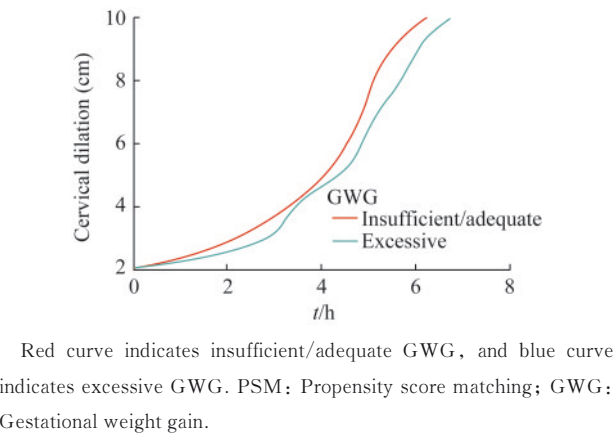 10
8
6
4
2
Cervical dilation (cm)
GWG
Insufficient/adequate
Excessive
0 2 4 6 8
t/h
Red curve indicates insufficient/adequate GWG, and blue curve
indicates excessive GWG. PSM: Propensity score matching; GWG:
Gestational weight gain.